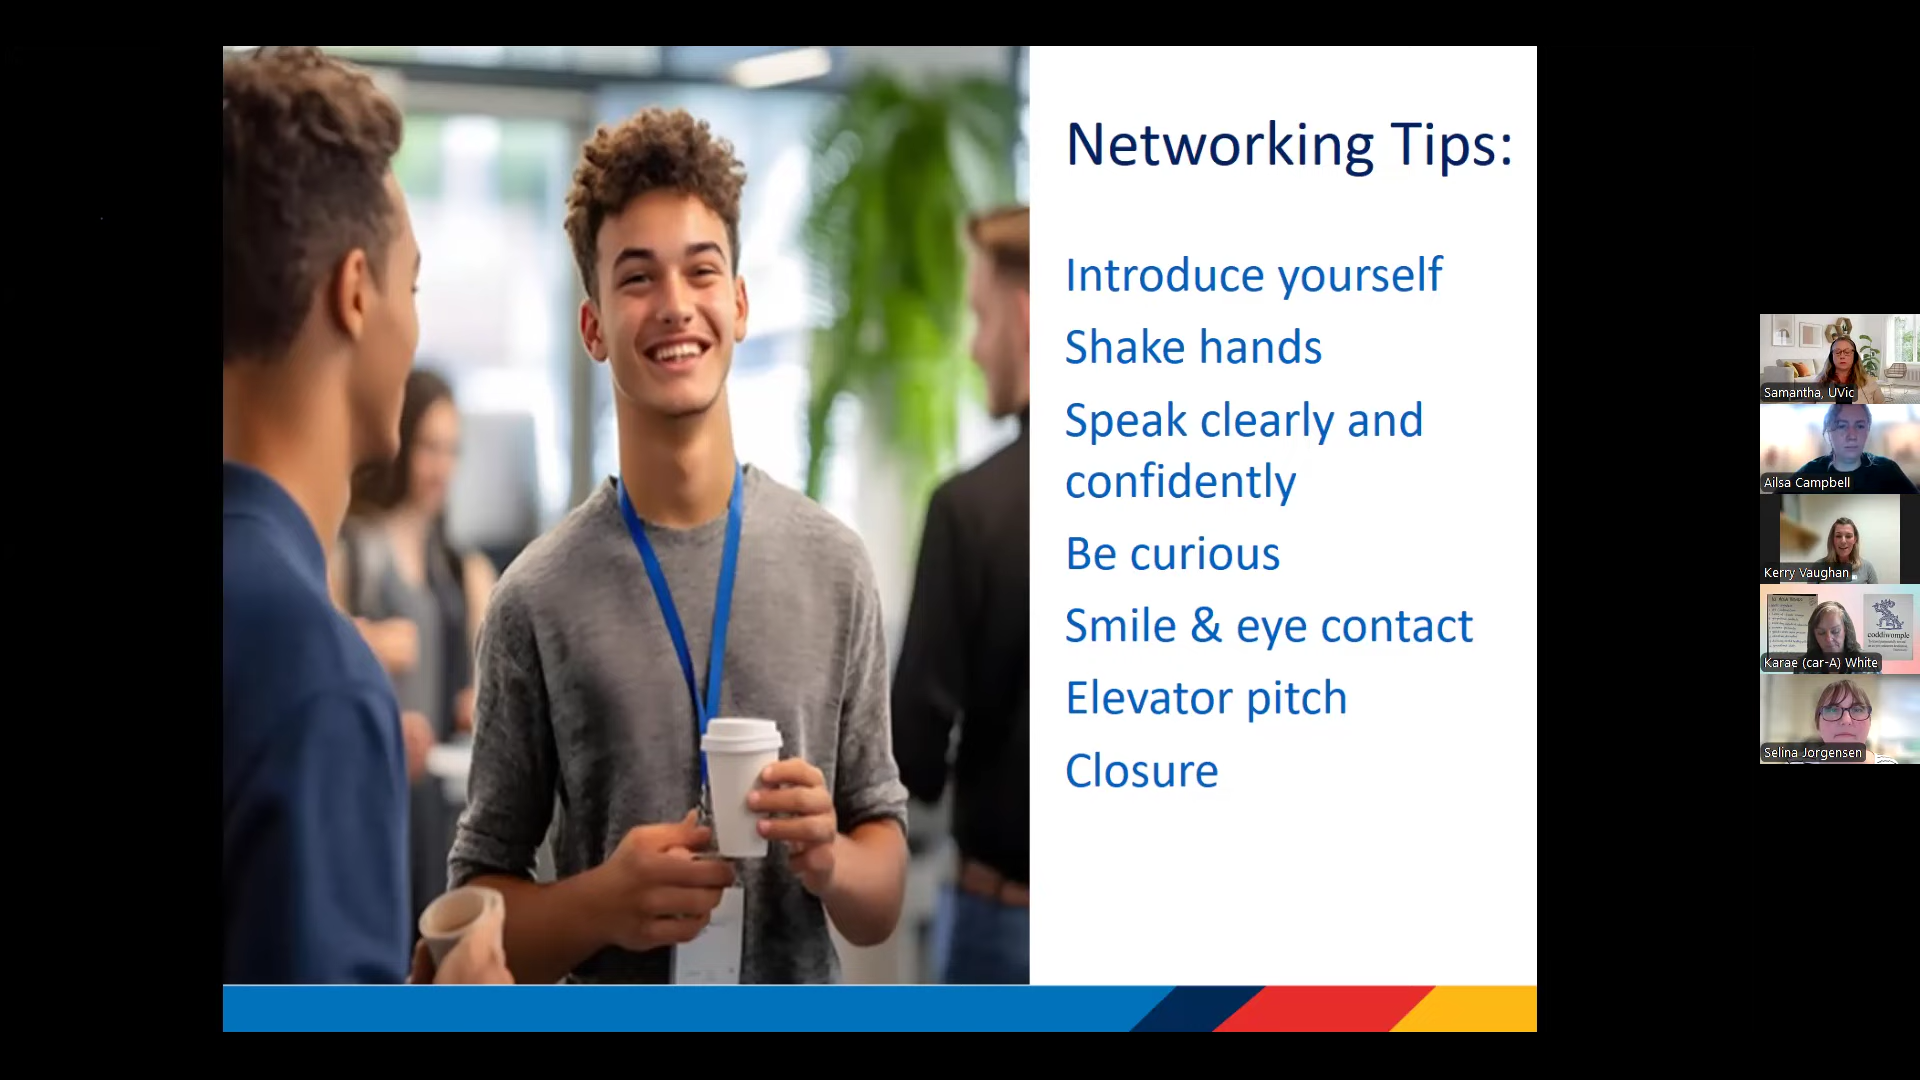 Networking Tips:
Introduce yourself
Shake hands
Speak clearly and
confidently
Be curious
Smile & eye contact
Elevator pitch
Closure
Samantha, UVic
Ailsa Campbell
Kerry Vaughan
coddiwomple
Karae (car-A) White
Selina Jorgensen